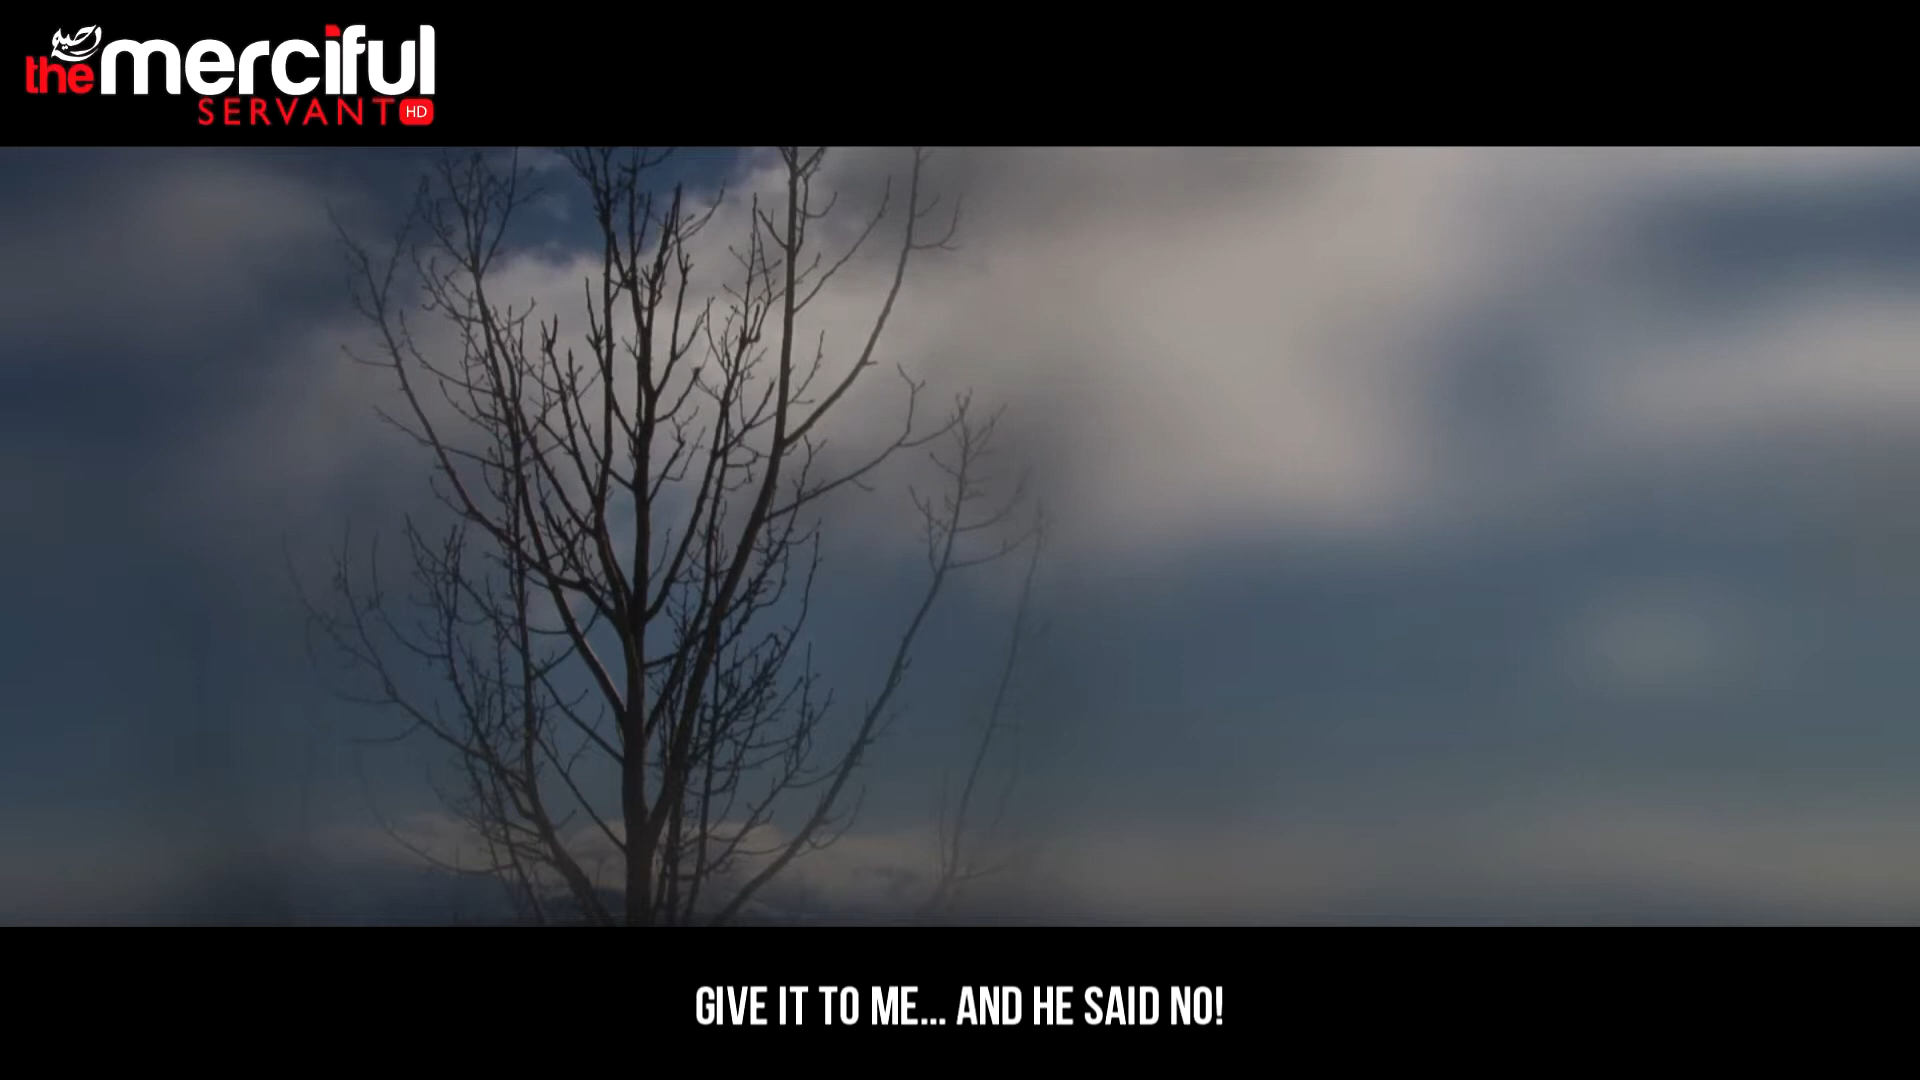 the merciful
SERVANT HD
GIVE IT TO ME... AND HE SAID NO!